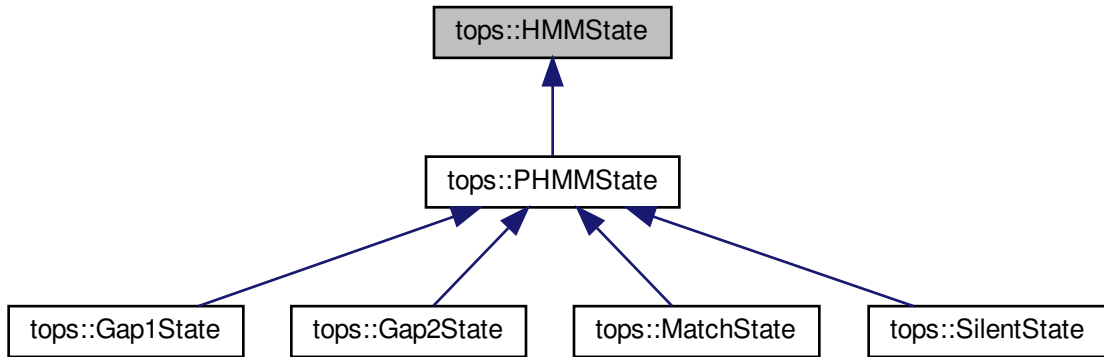 tops::HMMState
tops::PHMMState
tops::Gap1State
tops::Gap2State
tops::MatchState
tops::SilentState